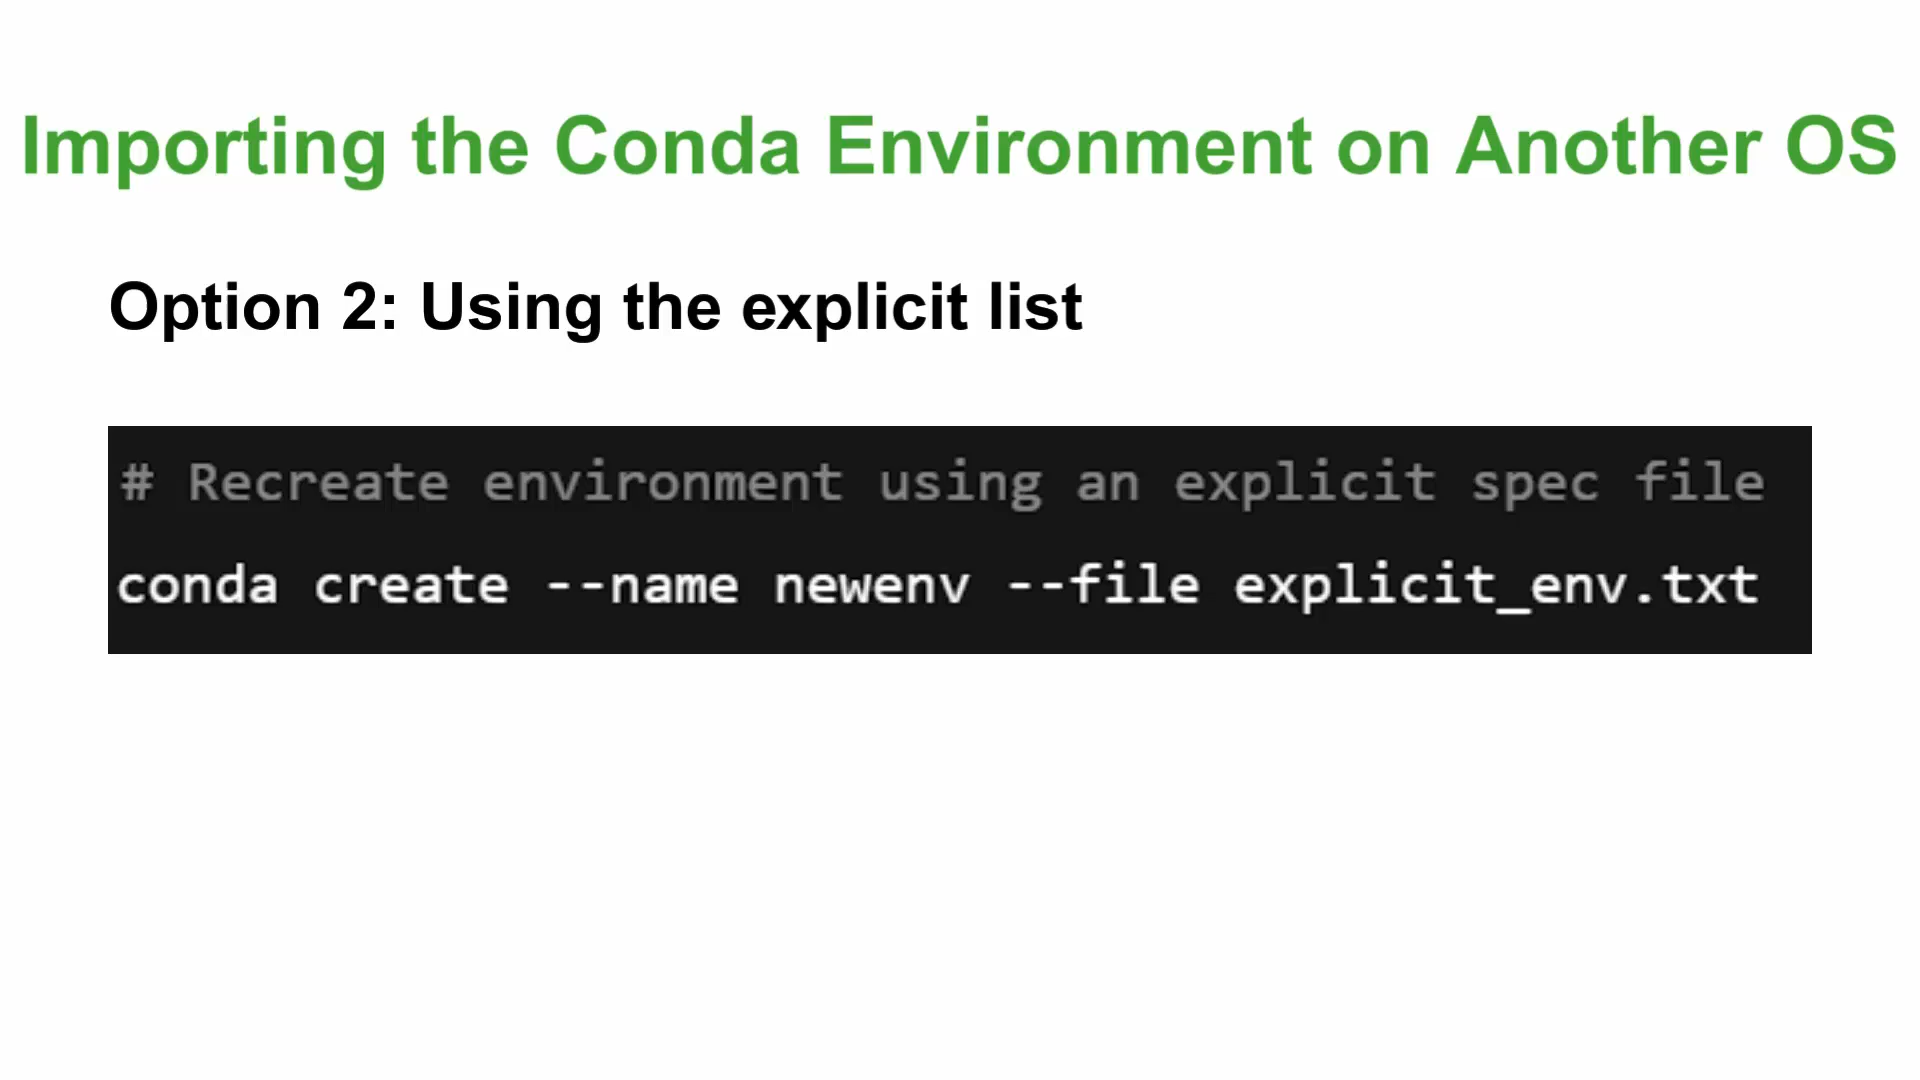 Importing the Conda Environment on Another OS
Option 2: Using the explicit list
# Recreate environment using an explicit spec file
conda create --name newenv --file explicit_env.txt